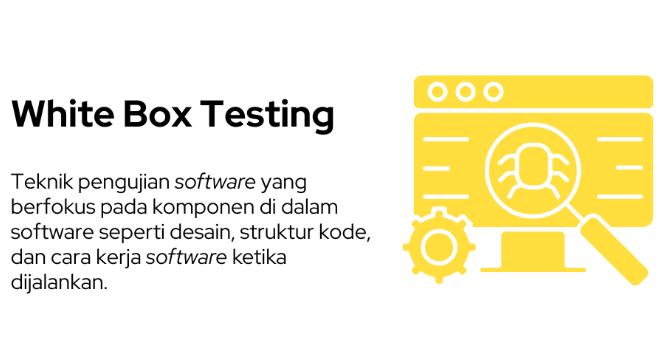 White Box Testing
Teknik pengujian software yang
berfokus pada komponen di dalam
software seperti desain, struktur kode,
dan cara kerja software ketika
dijalankan.